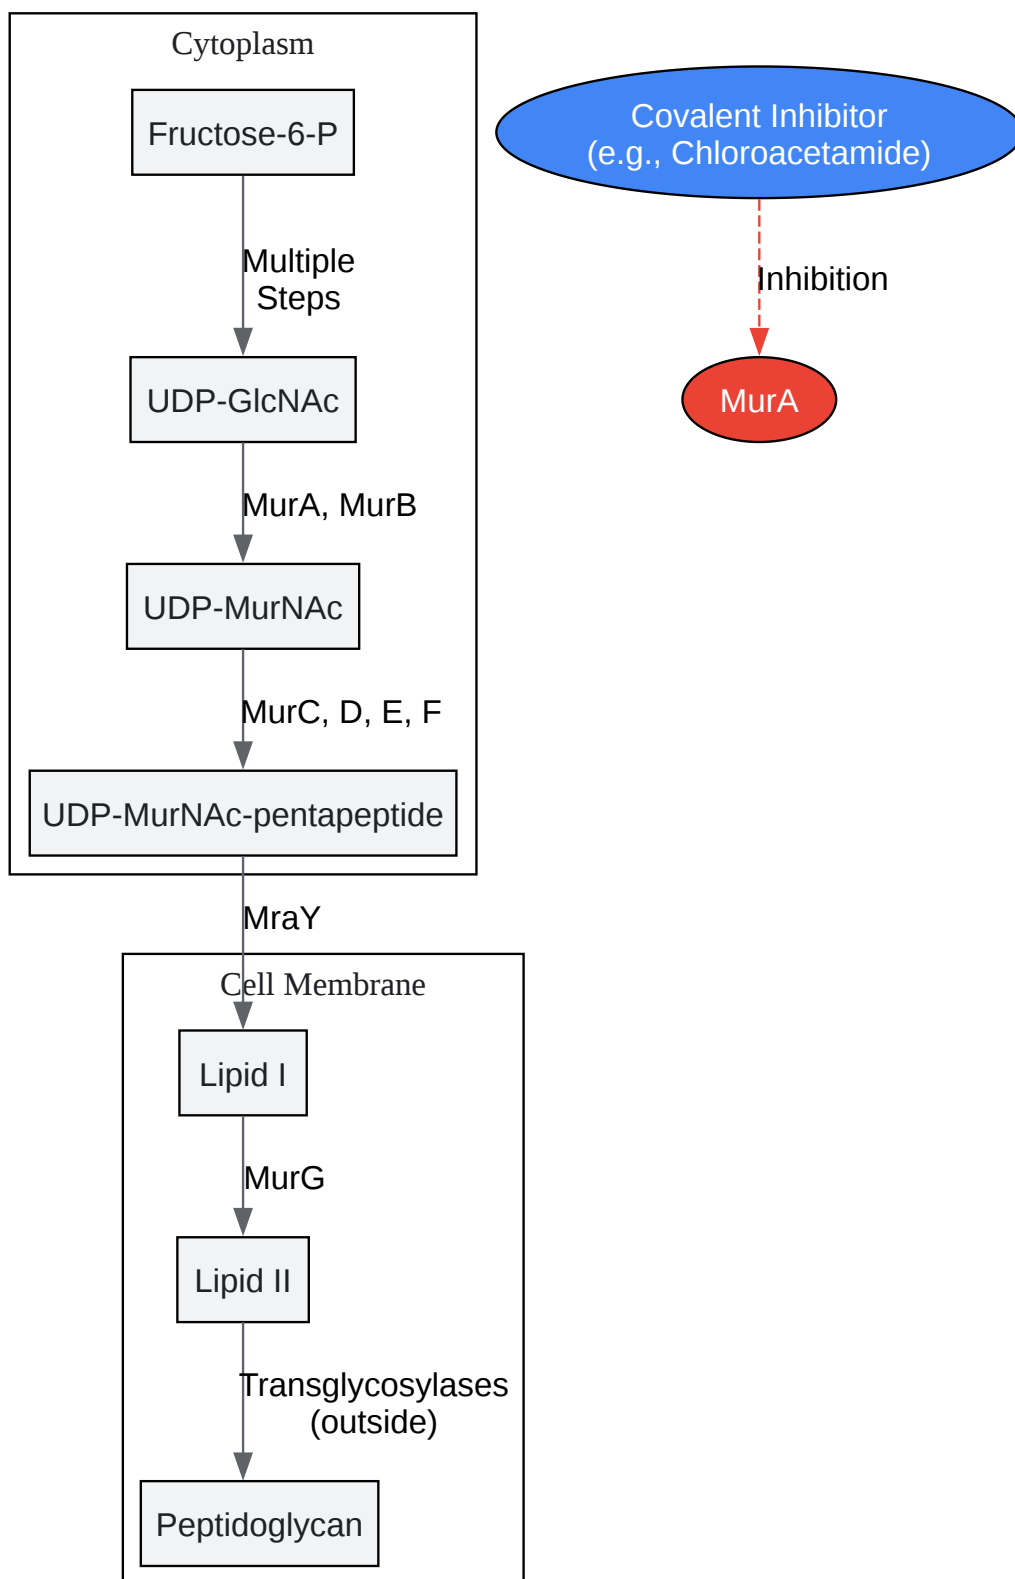 Cytoplasm
Fructose-6-P
Covalent Inhibitor
(e.g., Chloroacetamide)
Multiple
Steps
Inhibition
UDP-GlcNAc
MurA
MurA, MurB
UDP-MurNAc
MurC, D, E, F
UDP-MurNAc-pentapeptide
MraY
Cell Membrane
Lipid I
MurG
Lipid II
Transglycosylases
(outside)
Peptidoglycan